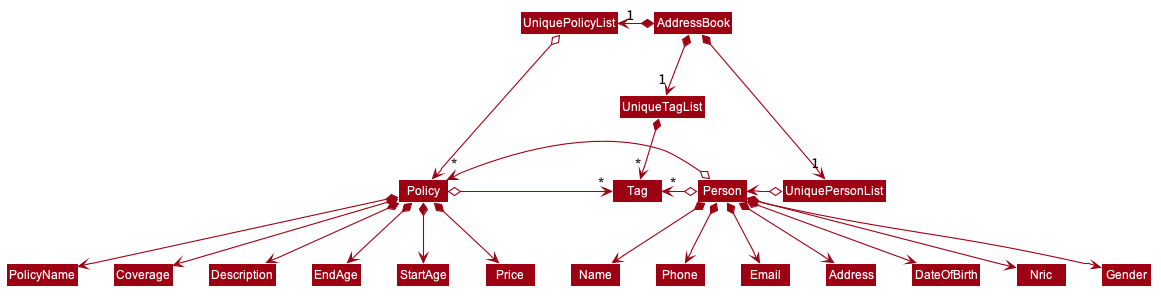 UniquePolicyList 1 AddressBook
1
UniqueTagList
* * 1
Policy * Tag * Person UniquePersonList
PolicyName Coverage Description EndAge StartAge Price Name Phone Email Address DateOfBirth Nric Gender